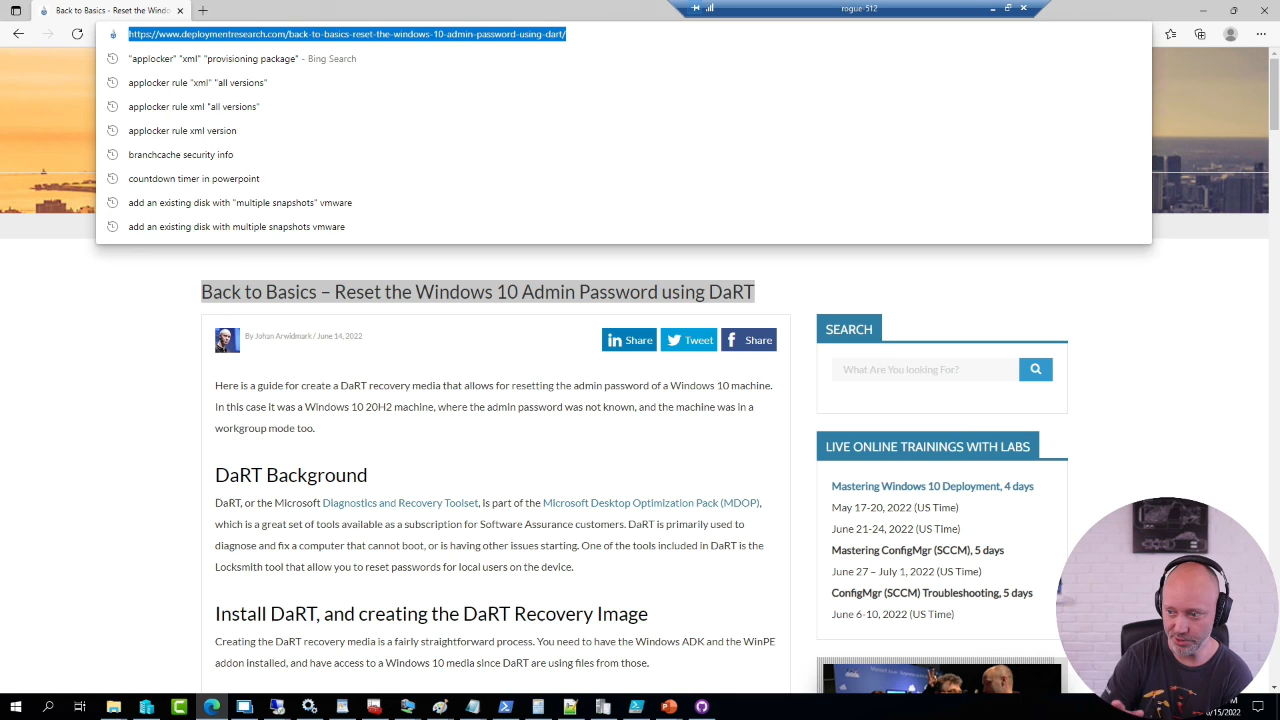 Back to Basics - Reset the Windo
rogue-512
https://www.deploymentresearch.com/back-to-basics-reset-the-windows-10-admin-password-using-dart/
"applocker" "xml" "provisioning package" - Bing Search
applocker rule "xml" "all versions"
applocker rule xml "all versions"
applocker rule xml version
branchcache security info
countdown timer in powerpoint
add an existing disk with "multiple snapshots" vmware
add an existing disk with multiple snapshots vmware
Back to Basics – Reset the Windows 10 Admin Password using DaRT
By Johan Arwidmark / June 14, 2022
Share
Tweet
Share
Here is a guide for create a DaRT recovery media that allows for resetting the admin password of a Windows 10 machine.
In this case it was a Windows 10 20H2 machine, where the admin password was not known, and the machine was in a
workgroup mode too.
DaRT Background
DaRT, or the Microsoft Diagnostics and Recovery Toolset, is part of the Microsoft Desktop Optimization Pack (MDOP),
which is a great set of tools available as a subscription for Software Assurance customers. DaRT is primarily used to
diagnose and fix a computer that cannot boot, or is having other issues starting. One of the tools included in DaRT is the
Locksmith tool that allow you to reset passwords for local users on the device.
Install DaRT, and creating the DaRT Recovery Image
Creating the DaRT recovery media is a fairly straightforward process. You need to have the Windows ADK and the WinPE
addon installed, and have access to a Windows 10 media since DaRT are using files from those.
SEARCH
What Are You looking For?
LIVE ONLINE TRAININGS WITH LABS
Mastering Windows 10 Deployment, 4 days
May 17-20, 2022 (US Time)
June 21-24, 2022 (US Time)
Mastering ConfigMgr (SCCM), 5 days
June 27 – July 1, 2022 (US Time)
ConfigMgr (SCCM) Troubleshooting, 5 days
June 6-10, 2022 (US Time)
M
/15/2022